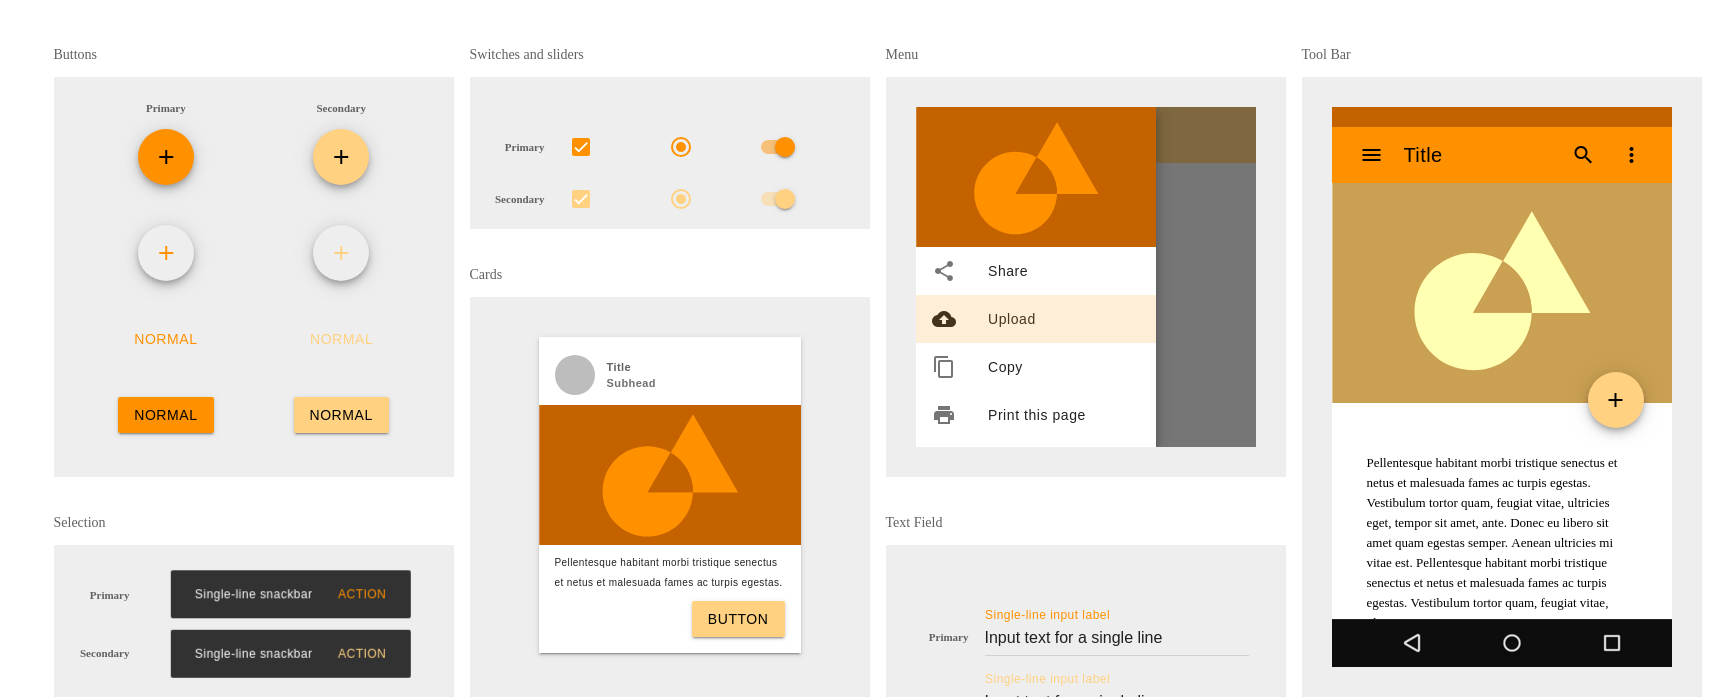 Buttons
Primary
Secondary
NORMAL
NORMAL
NORMAL
NORMAL
Selection
Primary
Single-line snackbar
ACTION
Secondary
Single-line snackbar
ACTION
Switches and sliders
Primary
Secondary
Cards
Title
Subhead
Pellentesque habitant morbi tristique senectus
et netus et malesuada fames ac turpis egestas.
BUTTON
Menu
Share
Upload
Copy
Print this page
Text Field
Single-line input label
Primary
Input text for a single line
Single-line input label
Tool Bar
Title
Pellentesque habitant morbi tristique senectus et
netus et malesuada fames ac turpis egestas.
Vestibulum tortor quam, feugiat vitae, ultricies
eget, tempor sit amet, ante. Donec eu libero sit
amet quam egestas semper. Aenean ultricies mi
vitae est. Pellentesque habitant morbi tristique
senectus et netus et malesuada fames ac turpis
egestas. Vestibulum tortor quam, feugiat vitae,